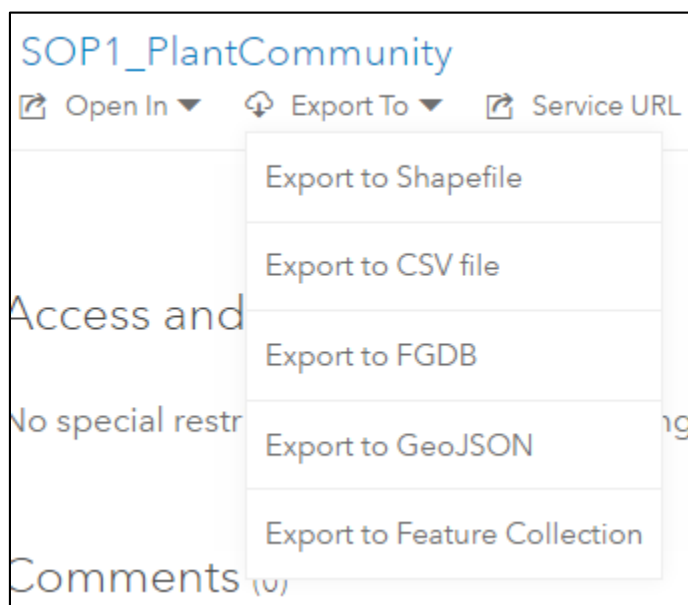 SOP1_PlantCommunity
Open In Export To Service URL
Export to Shapefile
Export to CSV file
Access and
Export to FGDB
No special restr ng
Export to GeoJSON
Export to Feature Collection
Comments (0)